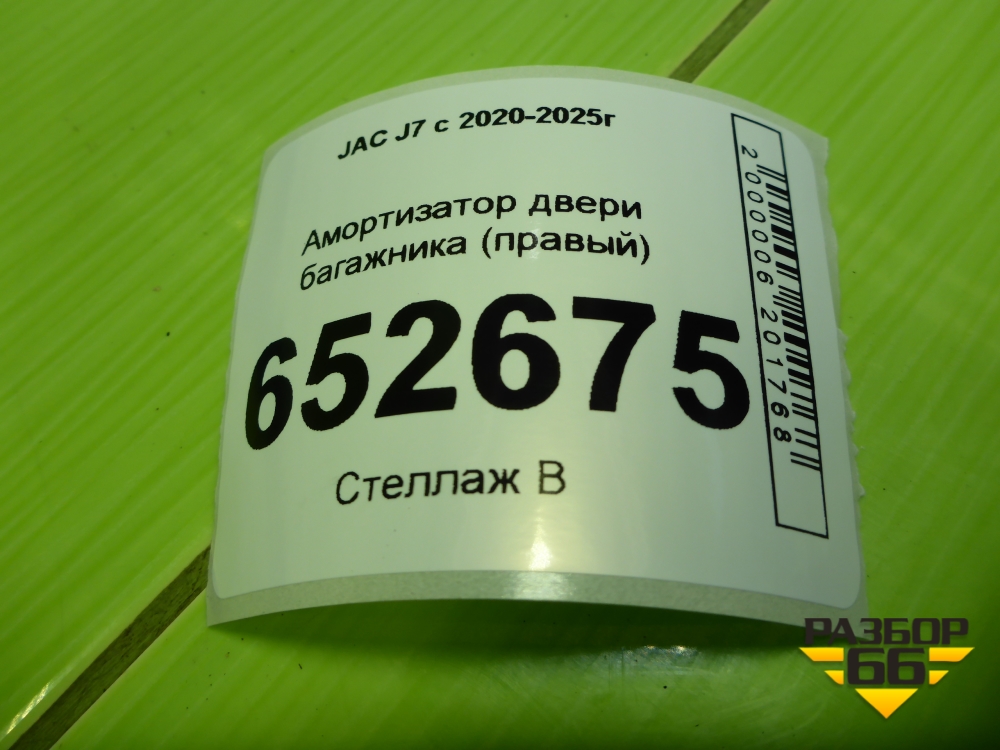 JAC J7 с 2020-2025г
Амортизатор двери
багажника (правый)
652675
Стеллаж В
2000006201768
РАЗБОР
66